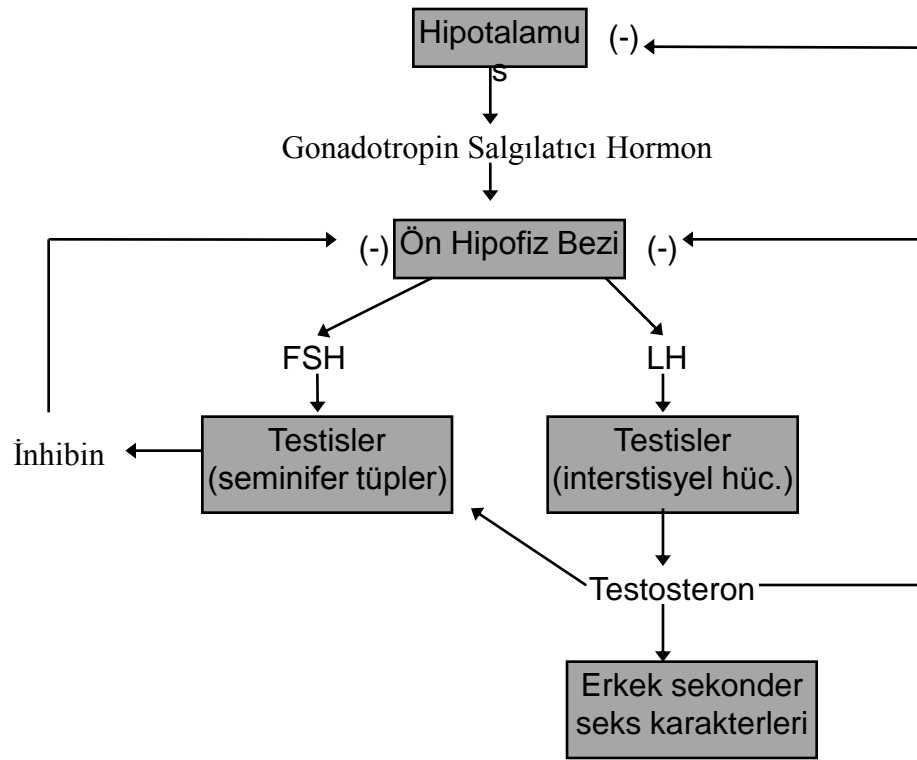 Hipotalamu
s
(-)
Gonadotropin Salgılatıcı Hormon
(-)
Ön Hipofiz Bezi
(-)
FSH
LH
İnhibin
Testisler
(seminifer tüpler)
Testisler
(interstisyel hüc.)
Testosteron
Erkek sekonder
seks karakterleri